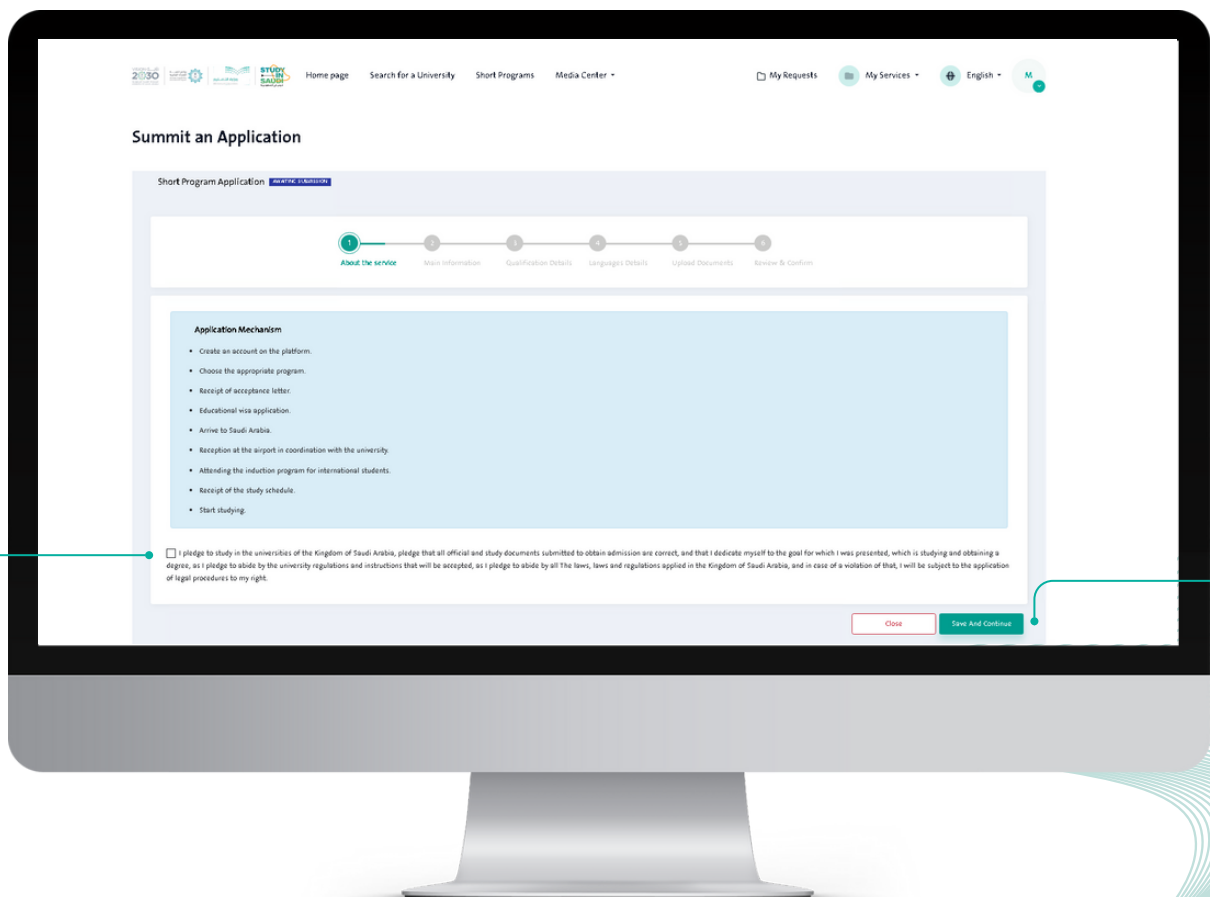 2030
STUDY
IN
SAUDI
Home page Search for a University Short Programs Media Center My Requests My Services English M
Summit an Application
Short Program Application AWAITING SUBMISSION
1 2 3 4 5 6
About the service Main Information Qualification Details Languages Details Upload Documents Review & Confirm
Application Mechanism
• Create an account on the platform.
• Choose the appropriate program.
• Receipt of acceptance letter.
• Educational visa application.
• Arrive to Saudi Arabia.
• Reception at the airport in coordination with the university.
• Attending the induction program for international students.
• Receipt of the study schedule.
• Start studying.
I pledge to study in the universities of the Kingdom of Saudi Arabia, pledge that all official and study documents submitted to obtain admission are correct, and that I dedicate myself to the goal for which I was presented, which is studying and obtaining a
degree, as I pledge to abide by the university regulations and instructions that will be accepted, as I pledge to abide by all The laws, laws and regulations applied in the Kingdom of Saudi Arabia, and in case of a violation of that, I will be subject to the application
of legal procedures to my right.
Close Save And Continue